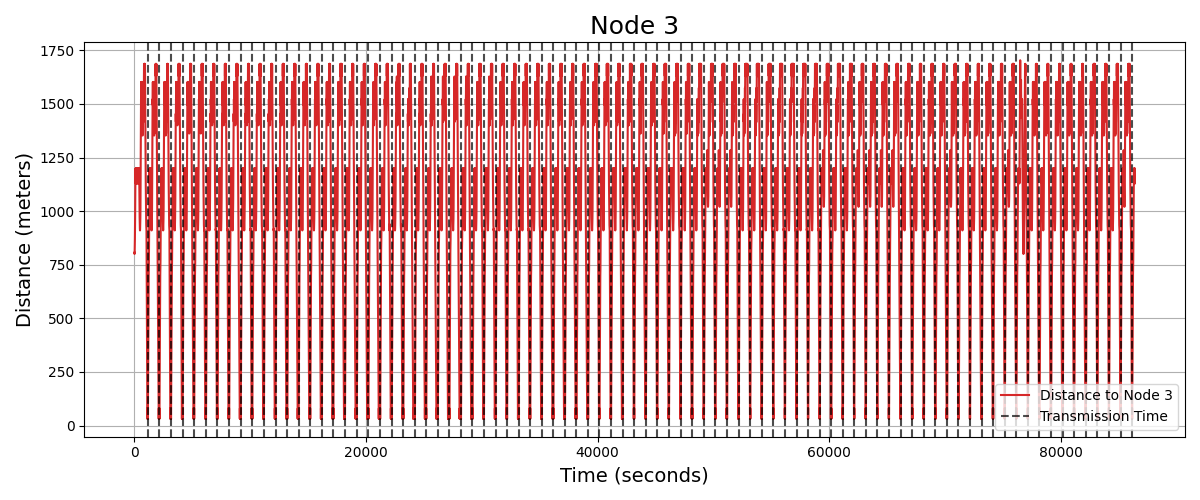 Node 3
Distance (meters)
1750
1500
1250
1000
750
500
250
0
0 20000 40000 60000 80000
Time (seconds)
Distance to Node 3
Transmission Time